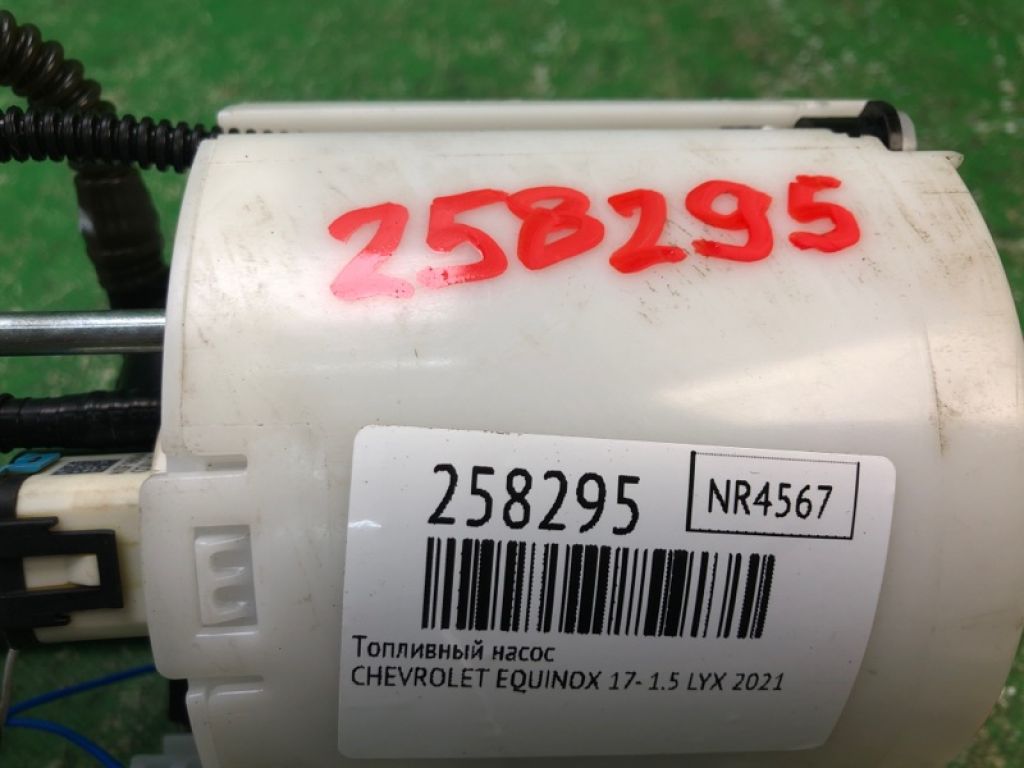 258295
258295
NR4567
Топливный насос
CHEVROLET EQUINOX 17- 1.5 LYX 2021